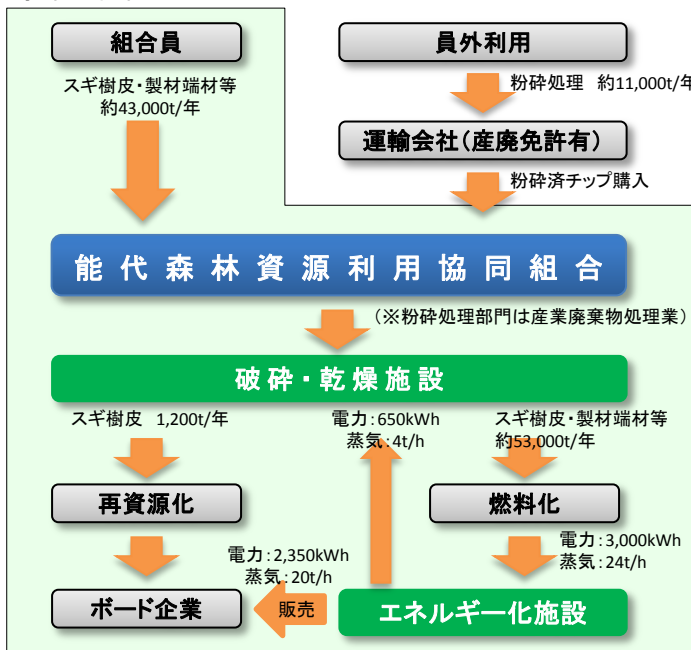 組合員
員外利用
スギ樹皮・製材端材等
約43,000t/年
粉砕処理 約11,000t/年
運輸会社（産廃免許有）
粉砕済チップ購入
能代森林資源利用協同組合
（※粉砕処理部門は産業廃棄物処理業）
破砕・乾燥施設
スギ樹皮 1,200t/年
電力：650kWh
蒸気：4t/h
スギ樹皮・製材端材等
約53,000t/年
再資源化
燃料化
電力：2,350kWh
蒸気：20t/h
電力：3,000kWh
蒸気：24t/h
ボード企業
販売
エネルギー化施設